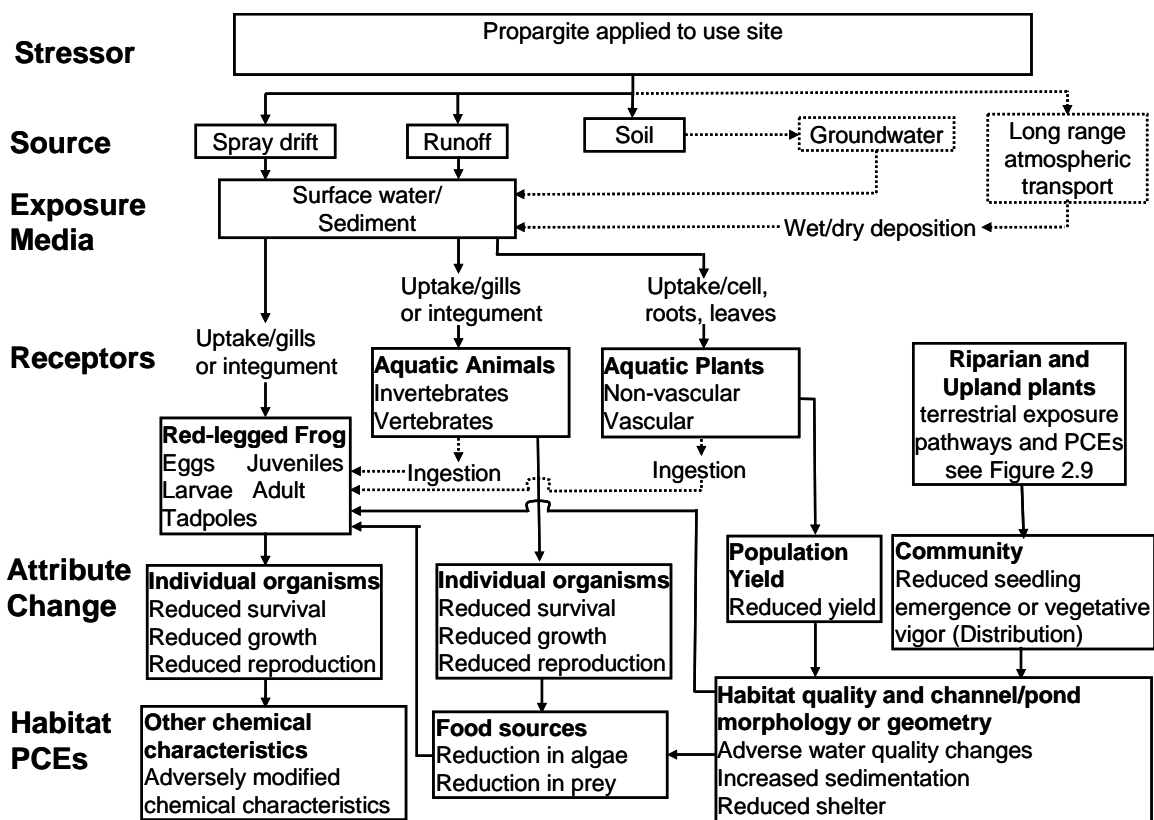 Stressor
Propargite applied to use site
Source
Spray drift
Runoff
Soil
Groundwater
Long range
atmospheric
transport
Exposure
Media
Surface water/
Sediment
Wet/dry deposition
Uptake/gills
or integument
Uptake/gills
or integument
Uptake/cell,
roots, leaves
Receptors
Aquatic Animals
Invertebrates
Vertebrates
Aquatic Plants
Non-vascular
Vascular
Riparian and
Upland plants
terrestrial exposure
pathways and PCEs
see Figure 2.9
Red-legged Frog
Eggs Juveniles
Larvae Adult
Tadpoles
Ingestion
Ingestion
Attribute
Change
Individual organisms
Reduced survival
Reduced growth
Reduced reproduction
Individual organisms
Reduced survival
Reduced growth
Reduced reproduction
Population
Yield
Reduced yield
Community
Reduced seedling
emergence or vegetative
vigor (Distribution)
Habitat
PCEs
Other chemical
characteristics
Adversely modified
chemical characteristics
Food sources
Reduction in algae
Reduction in prey
Habitat quality and channel/pond
morphology or geometry
Adverse water quality changes
Increased sedimentation
Reduced shelter